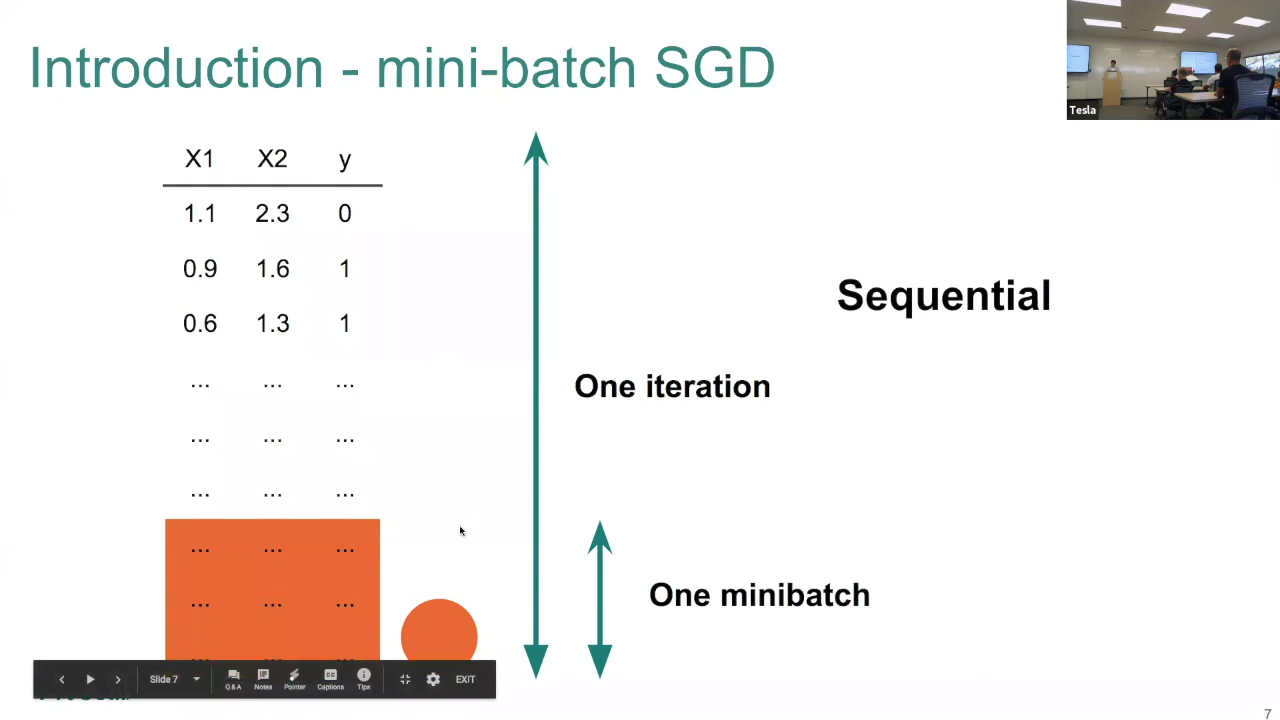 Introduction - mini-batch SGD
Tesla
X1 X2 y
1.1 2.3 0
0.9 1.6 1
0.6 1.3 1
... ... ...
... ... ...
... ... ...
... ... ...
... ... ...
... ... ...
Sequential
One iteration
One minibatch
Slide 7
Q&A
Notes
Pointer
Captions
Tips
EXIT
7